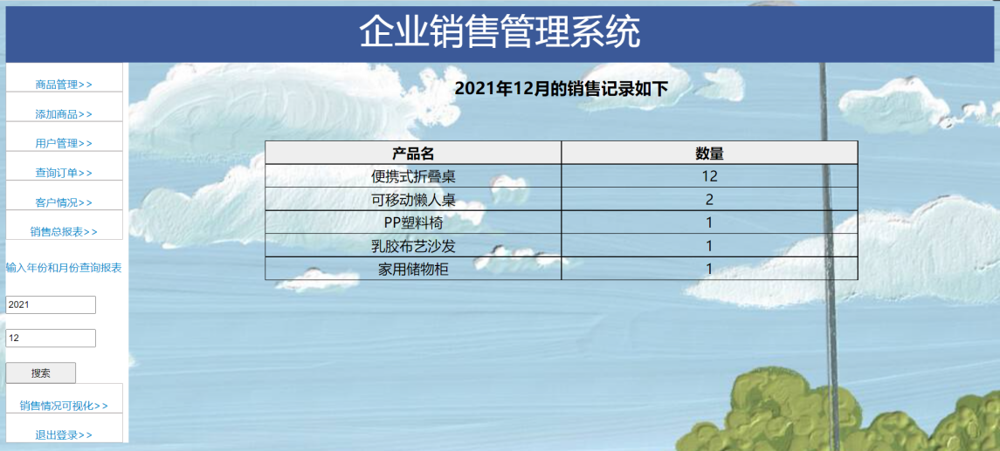 企业销售管理系统
商品管理>>
添加商品>>
用户管理>>
查询订单>>
客户情况>>
销售总报表>>
输入年份和月份查询报表
2021
12
搜索
销售情况可视化>>
退出登录>>
2021年12月的销售记录如下
产品名 数量
便携式折叠桌 12
可移动懒人桌 2
PP塑料椅 1
乳胶布艺沙发 1
家用储物柜 1